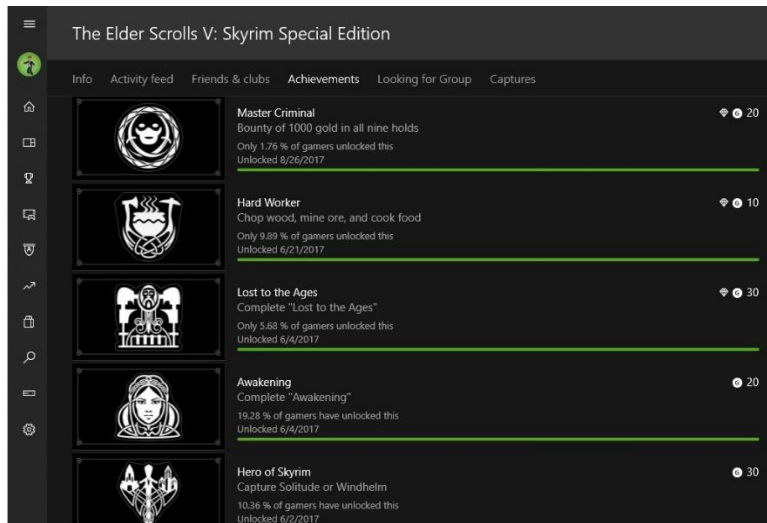 The Elder Scrolls V: Skyrim Special Edition
Info Activity feed Friends & clubs Achievements Looking for Group Captures
Master Criminal G 20
Bounty of 1000 gold in all nine holds
Only 1.76 % of gamers unlocked this
Unlocked 8/26/2017
Hard Worker G 10
Chop wood, mine ore, and cook food
Only 9.89 % of gamers unlocked this
Unlocked 6/21/2017
Lost to the Ages G 30
Complete "Lost to the Ages"
Only 5.68 % of gamers unlocked this
Unlocked 6/4/2017
Awakening G 20
Complete "Awakening"
19.28 % of gamers have unlocked this
Unlocked 6/4/2017
Hero of Skyrim G 30
Capture Solitude or Windhelm
10.36 % of gamers have unlocked this
Unlocked 6/2/2017